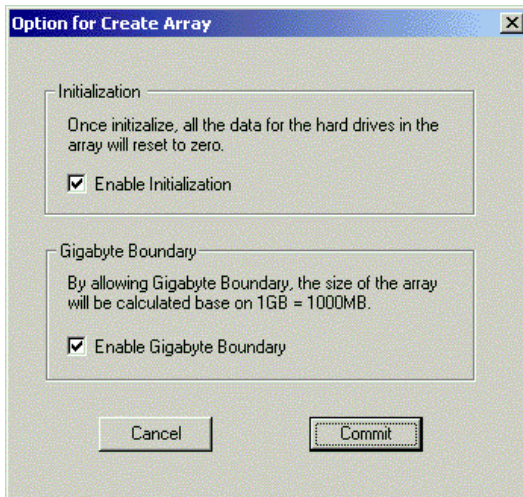 Option for Create Array
Initialization
Once initizalize, all the data for the hard drives in the
array will reset to zero.
Enable Initialization
Gigabyte Boundary
By allowing Gigabyte Boundary, the size of the array
will be calculated base on 1GB = 1000MB.
Enable Gigabyte Boundary
Cancel
Commit